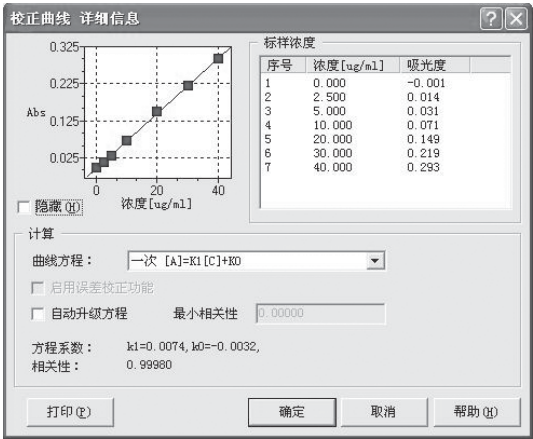 校正曲线 详细信息
标样浓度
序号 浓度[ug/ml] 吸光度
1 0.000 -0.001
2 2.500 0.014
3 5.000 0.031
4 10.000 0.071
5 20.000 0.149
6 30.000 0.219
7 40.000 0.293
0.325
0.225
Abs
0.125
0.025
0 20 40
浓度[ug/ml]
隐藏(H)
计算
曲线方程： 一次 [A]=K1[C]+K0
启用误差校正功能
自动升级方程 最小相关性 0.00000
方程系数： k1=0.0074, k0=-0.0032,
相关性： 0.99980
打印(P) 确定 取消 帮助(H)